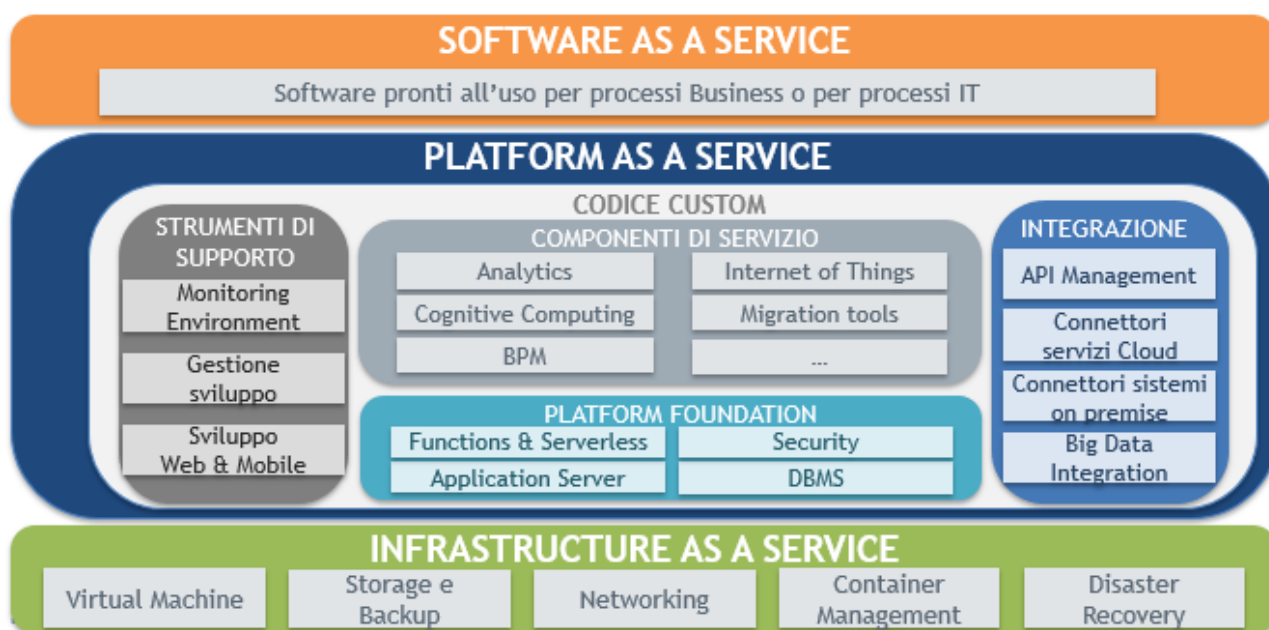 SOFTWARE AS A SERVICE
Software pronti all'uso per processi Business o per processi IT
PLATFORM AS A SERVICE
CODICE CUSTOM
STRUMENTI DI
SUPPORTO
Monitoring
Environment
Gestione
sviluppo
Sviluppo
Web & Mobile
COMPONENTI DI SERVIZIO
Analytics
Internet of Things
Cognitive Computing
Migration tools
BPM
...
PLATFORM FOUNDATION
Functions & Serverless
Security
Application Server
DBMS
INTEGRAZIONE
API Management
Connettori
servizi Cloud
Connettori sistemi
on premise
Big Data
Integration
INFRASTRUCTURE AS A SERVICE
Virtual Machine
Storage e
Backup
Networking
Container
Management
Disaster
Recovery